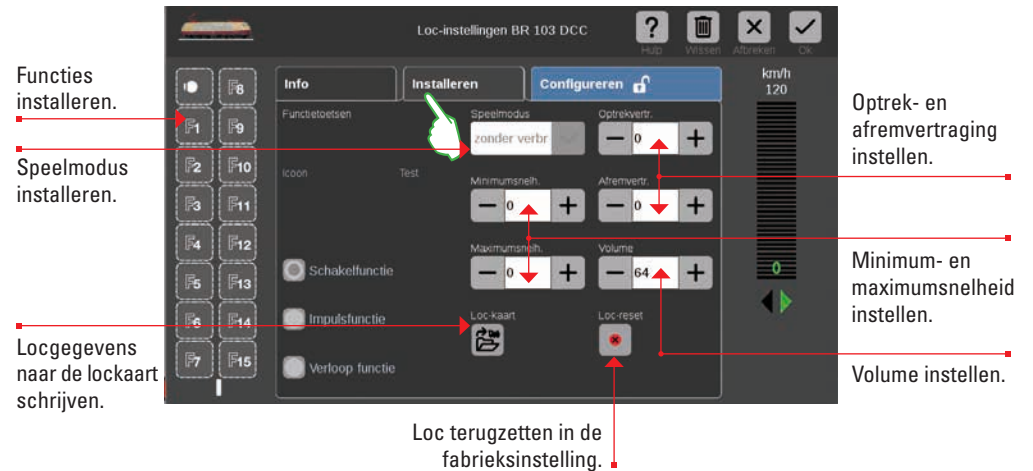 Loc-instellingen BR 103 DCC
Hulp
Wissen
Afbreken
Ok
Functies
installeren.
Speelmodus
installeren.
Locgegevens
naar de lockaart
schrijven.
F8
F1
F9
F2
F10
F3
F11
F4
F12
F5
F13
F6
F14
F7
F15
Info
Installeren
Configureren
Functietoetsen
Speelmodus
Optrekvertr.
zonder verbr
0
Icoon
Test
Minimumsnelh.
Afremvertr.
0
0
Maximumsnelh.
Volume
0
64
Schakelfunctie
Impulsfunctie
Verloop functie
Loc-kaart
Loc-reset
km/h
120
0
Optrek- en
afremvertraging
instellen.
Minimum- en
maximumsnelheid
instellen.
Volume instellen.
Loc terugzetten in de
fabrieksinstelling.